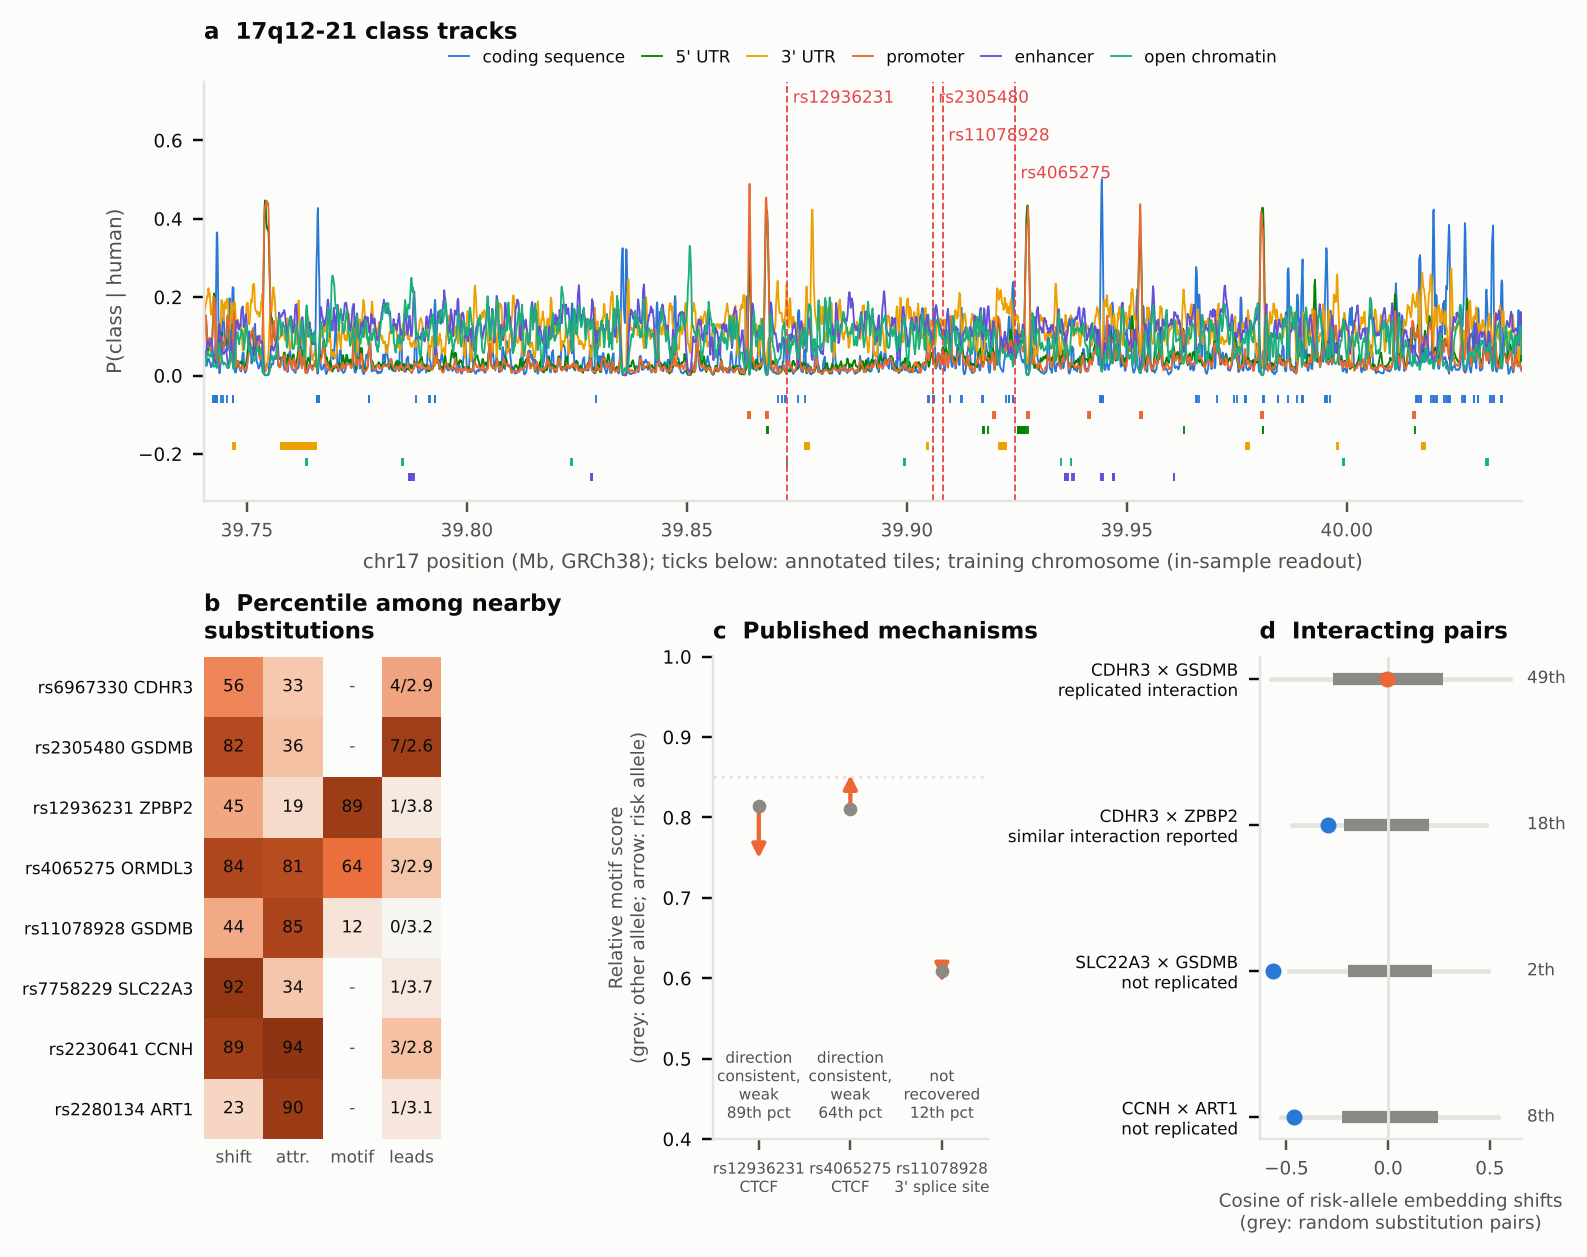 a 17q12-21 class tracks
coding sequence 5' UTR 3' UTR promoter enhancer open chromatin
rs12936231
rs2305480
rs11078928
rs4065275
P(class | human)
0.6
0.4
0.2
0.0
−0.2
39.75 39.80 39.85 39.90 39.95 40.00
chr17 position (Mb, GRCh38); ticks below: annotated tiles; training chromosome (in-sample readout)
b Percentile among nearby
substitutions
rs6967330 CDHR3 56 33 - 4/2.9
rs2305480 GSDMB 82 36 - 7/2.6
rs12936231 ZPBP2 45 19 89 1/3.8
rs4065275 ORMDL3 84 81 64 3/2.9
rs11078928 GSDMB 44 85 12 0/3.2
rs7758229 SLC22A3 92 34 - 1/3.7
rs2230641 CCNH 89 94 - 3/2.8
rs2280134 ART1 23 90 - 1/3.1
shift attr. motif leads
c Published mechanisms
Relative motif score
(grey: other allele; arrow: risk allele)
1.0
0.9
0.8
0.7
0.6
0.5
0.4
direction
consistent,
weak
89th pct
direction
consistent,
weak
64th pct
not
recovered
12th pct
rs12936231
CTCF
rs4065275
CTCF
rs11078928
3' splice site
d Interacting pairs
CDHR3 × GSDMB
replicated interaction
49th
CDHR3 × ZPBP2
similar interaction reported
18th
SLC22A3 × GSDMB
not replicated
2th
CCNH × ART1
not replicated
8th
−0.5 0.0 0.5
Cosine of risk-allele embedding shifts
(grey: random substitution pairs)